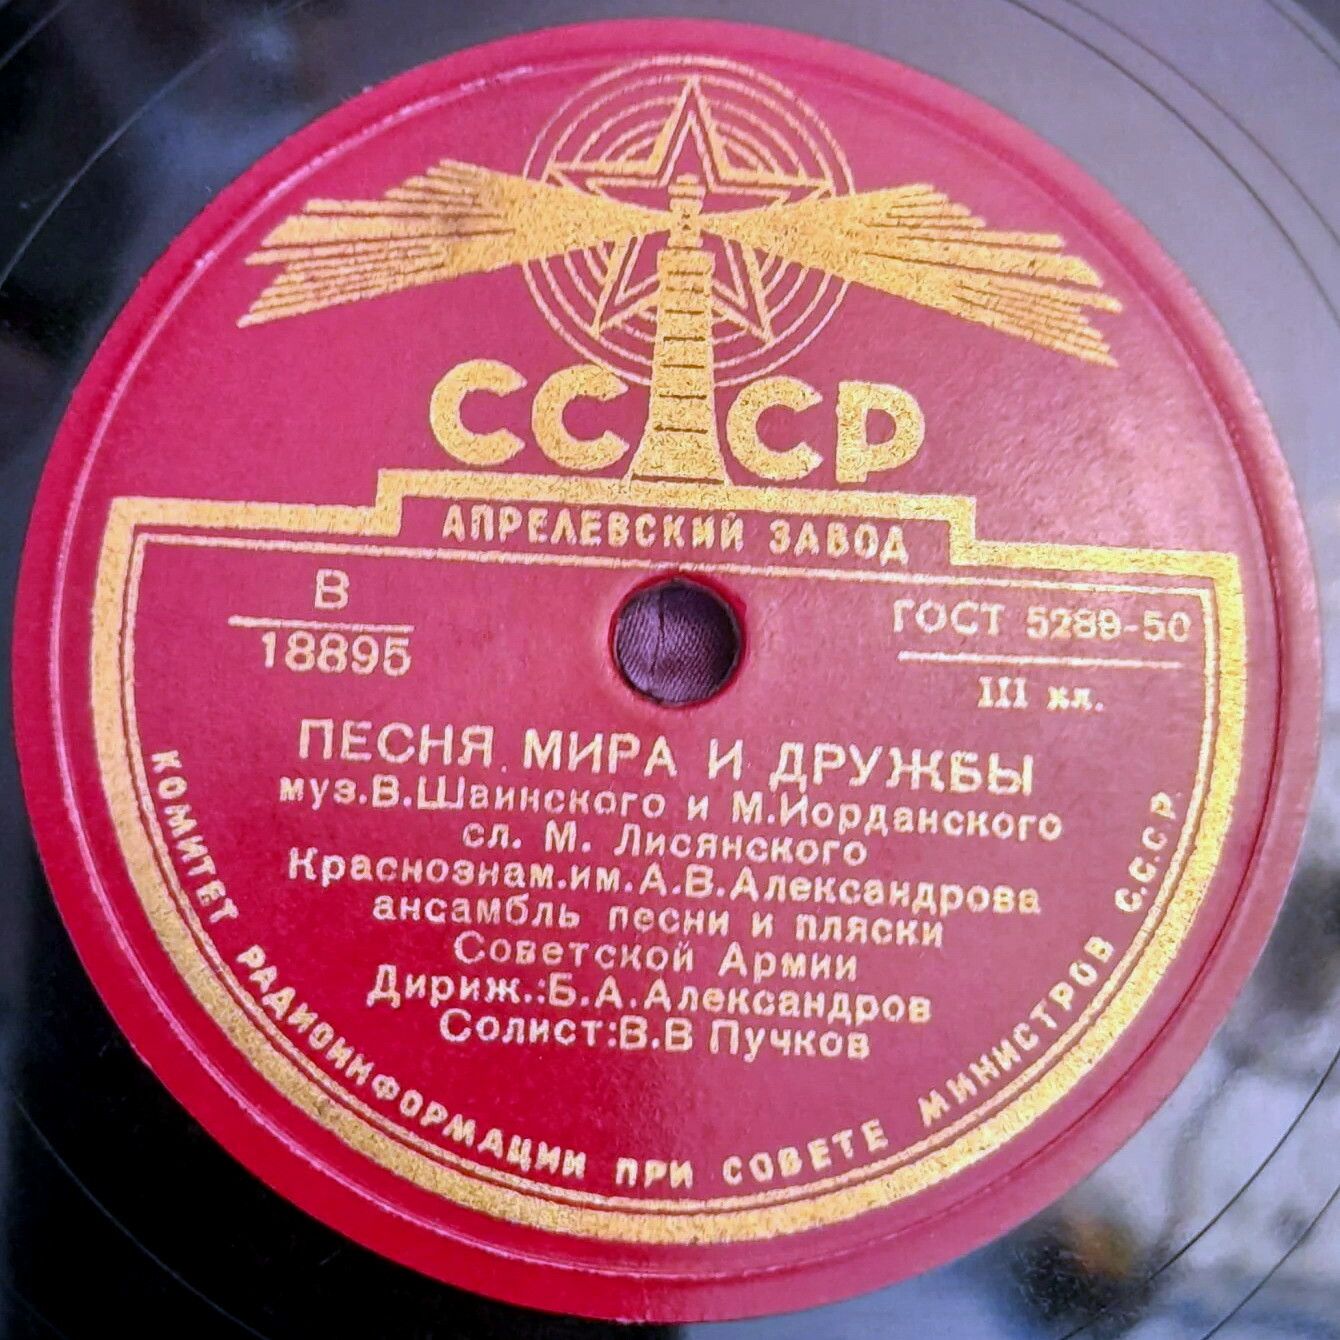 СССР
АПРЕЛЕВСКИЙ ЗАВОД
В
18895
ГОСТ 5289-50
III кл.
ПЕСНЯ МИРА И ДРУЖБЫ
муз.В.Шаинского и М.Иорданского
сл. М. Лисянского
Краснознам.им.А.В.Александрова
ансамбль песни и пляски
Советской Армии
Дириж.:Б.А.Александров
Солист:В.В Пучков
КОМИТЕТ РАДИОИНФОРМАЦИИ ПРИ СОВЕТЕ МИНИСТРОВ С.С.С.Р.